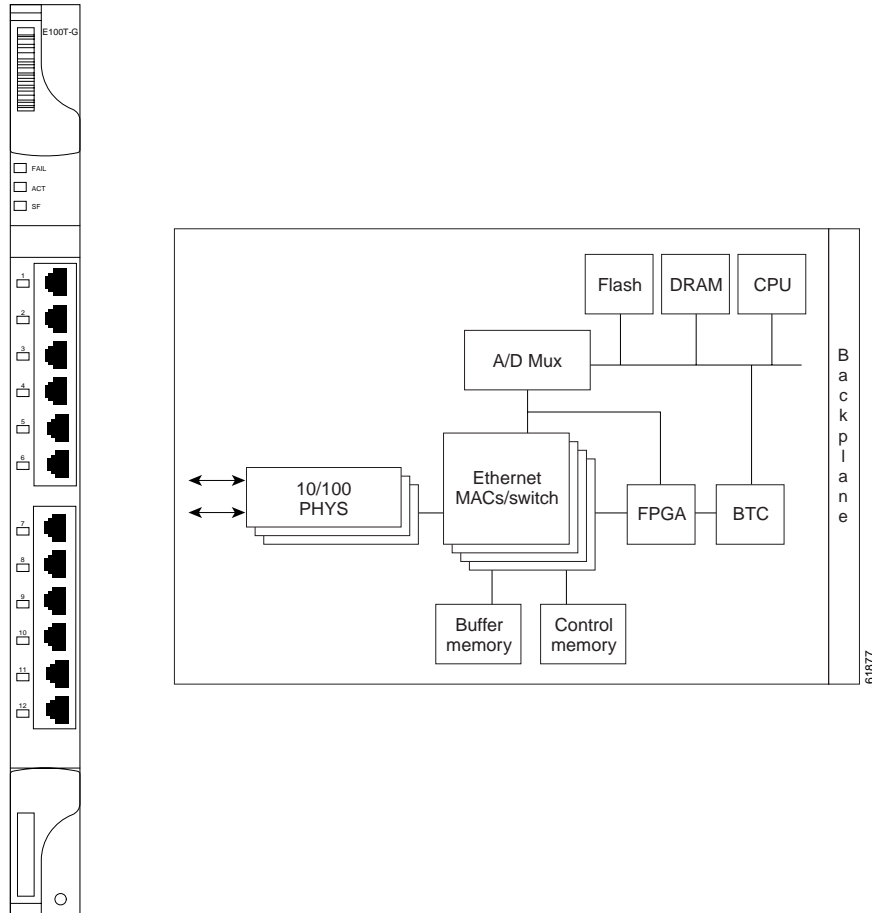 E100T-G
FAIL
ACT
SF
1
2
3
4
5
6
7
8
9
10
11
12
Flash
DRAM
CPU
A/D Mux
Ethernet
MACs/switch
10/100
PHYS
FPGA
BTC
Buffer
memory
Control
memory
Backplane
61877